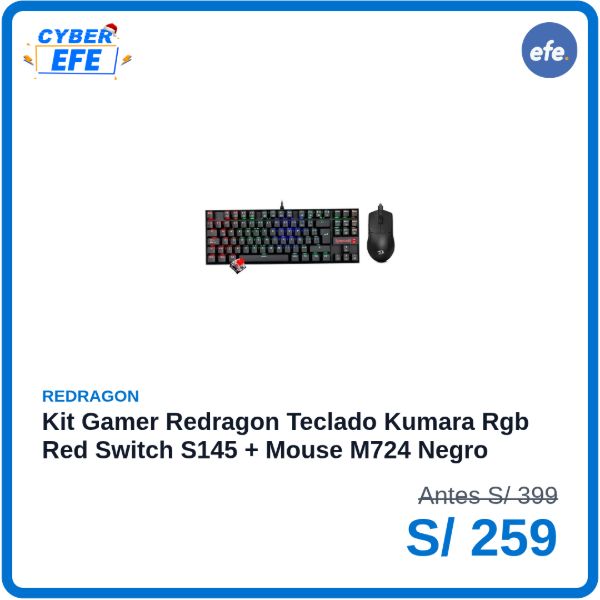 CYBER
EFE
efe.
REDRAGON
Kit Gamer Redragon Teclado Kumara Rgb
Red Switch S145 + Mouse M724 Negro
Antes S/ 399
S/ 259